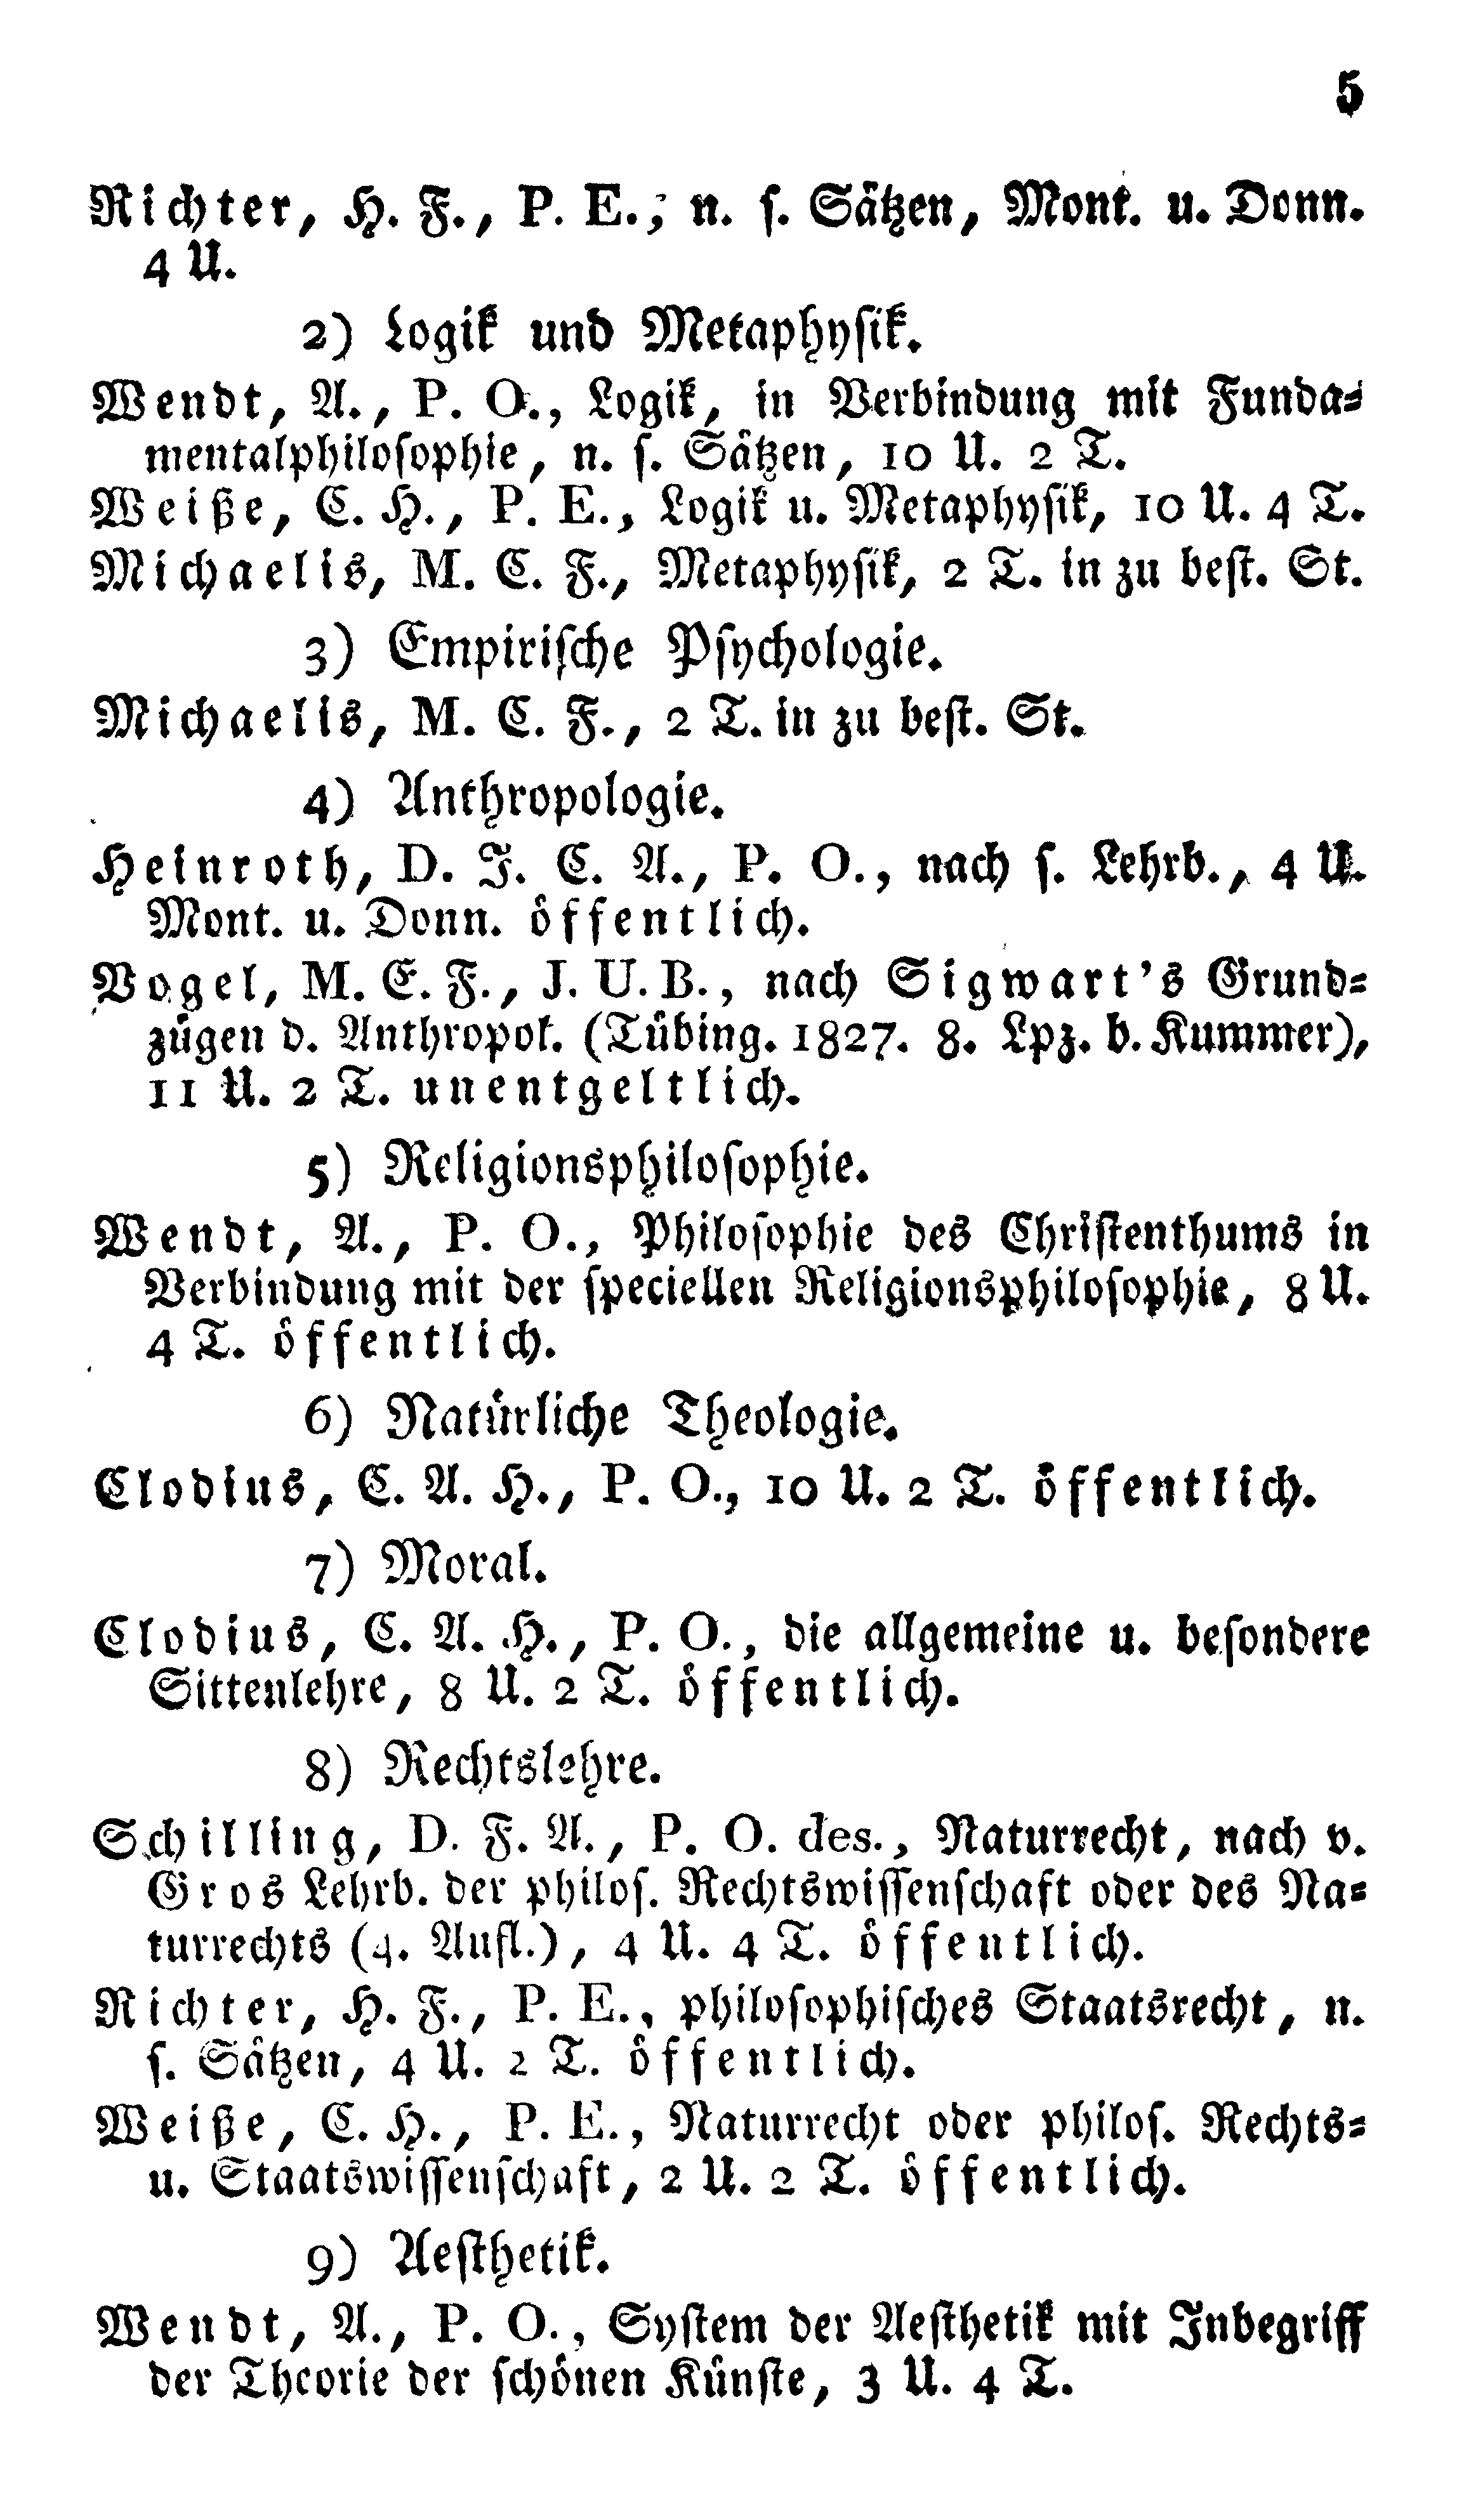 5
Richter, H. F., P. E., n. s. Sätzen, Mont. u. Donn.
4 U.
2) Logik und Metaphysik.
Wendt, A., P. O., Logik, in Verbindung mit Funda-
mentalphilosophie, n. s. Sätzen, 10 U. 2 T.
Weiße, C. H., P. E., Logik u. Metaphysik, 10 U. 4 T.
Michaelis, M. C. F., Metaphysik, 2 T. in zu best. St.
3) Empirische Psychologie.
Michaelis, M. C. F., 2 T. in zu best. St.
4) Anthropologie.
Heinroth, D. J. C. A., P. O., nach s. Lehrb., 4 U.
Mont. u. Donn. öffentlich.
Vogel, M. E. F., J. U. B., nach Sigwart's Grund-
zügen d. Anthropol. (Tübing. 1827. 8. Lpz. b. Kummer),
11 U. 2 T. unentgeltlich.
5) Religionsphilosophie.
Wendt, A., P. O., Philosophie des Christenthums in
Verbindung mit der speciellen Religionsphilosophie, 8 U.
4 T. öffentlich.
6) Natürliche Theologie.
Clodius, C. A. H., P. O., 10 U. 2 T. öffentlich.
7) Moral.
Clodius, C. A. H., P. O., die allgemeine u. besondere
Sittenlehre, 8 U. 2 T. öffentlich.
8) Rechtslehre.
Schilling, D. F. A., P. O. des., Naturrecht, nach v.
Gros Lehrb. der philos. Rechtswissenschaft oder des Na-
turrechts (4. Aufl.), 4 U. 4 T. öffentlich.
Richter, H. F., P. E., philosophisches Staatsrecht, n.
s. Sätzen, 4 U. 2 T. öffentlich.
Weiße, C. H., P. E., Naturrecht oder philos. Rechts-
u. Staatswissenschaft, 2 U. 2 T. öffentlich.
9) Aesthetik.
Wendt, A., P. O., System der Aesthetik mit Inbegriff
der Theorie der schönen Künste, 3 U. 4 T.